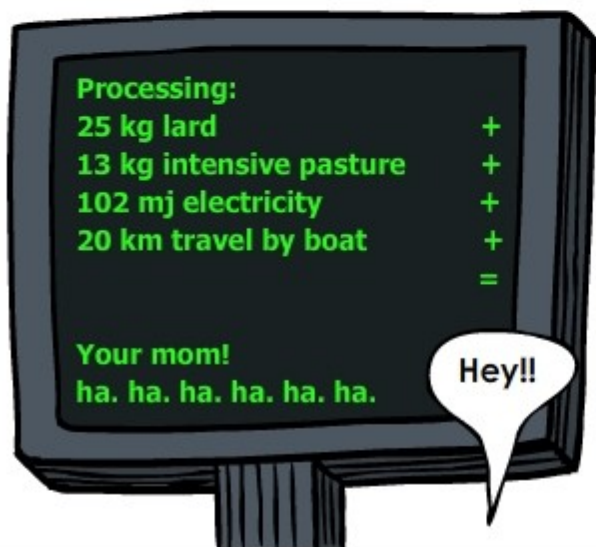 Processing:
25 kg lard +
13 kg intensive pasture +
102 mj electricity +
20 km travel by boat +
=
Your mom!
ha. ha. ha. ha. ha. ha.
Hey!!